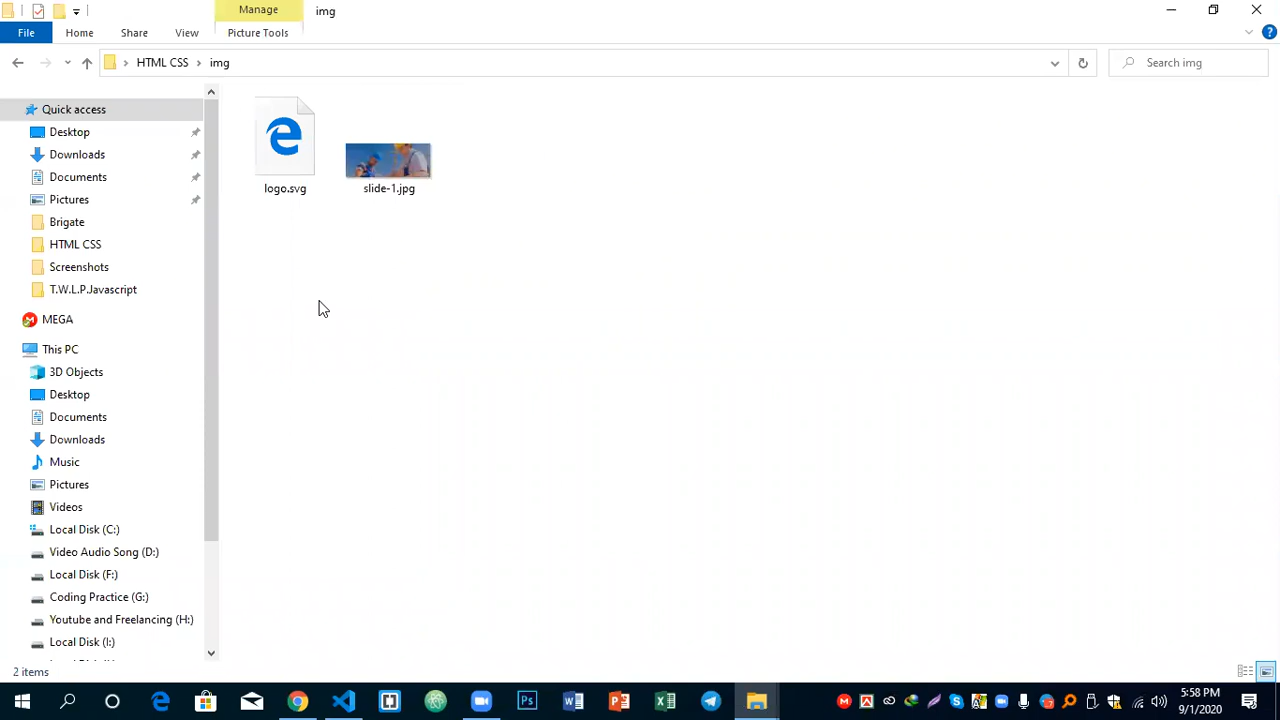 Manage
img
File
Home
Share
View
Picture Tools
HTML CSS
img
Search img
Quick access
Desktop
Downloads
Documents
Pictures
Brigate
HTML CSS
Screenshots
T.W.L.P.Javascript
MEGA
This PC
3D Objects
Desktop
Documents
Downloads
Music
Pictures
Videos
Local Disk (C:)
Video Audio Song (D:)
Local Disk (F:)
Coding Practice (G:)
Youtube and Freelancing (H:)
Local Disk (I:)
logo.svg
slide-1.jpg
2 items
Ps
5:58 PM
9/1/2020